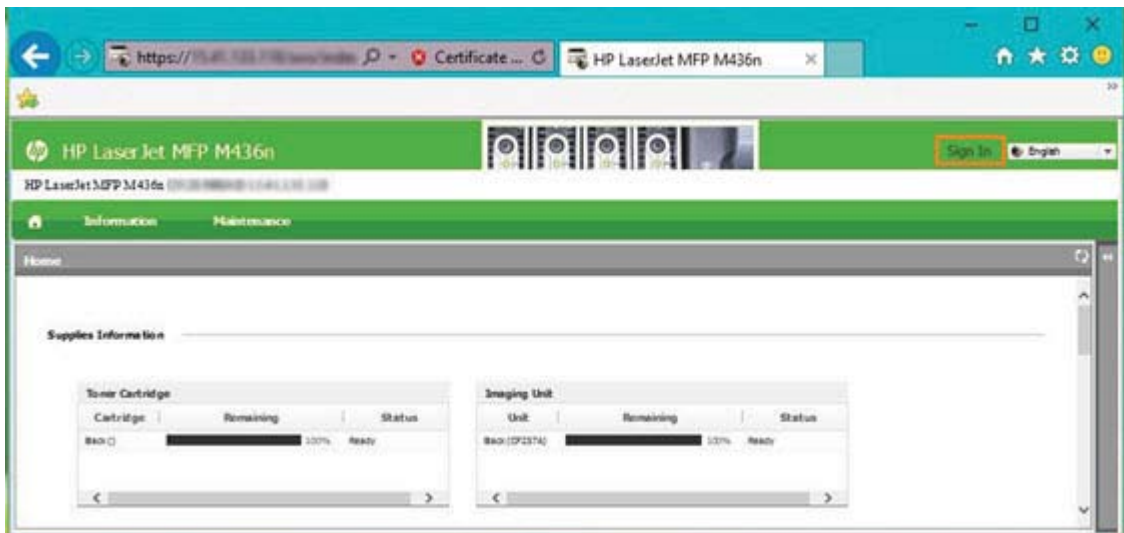 https://
Certificate ...
HP LaserJet MFP M436n
HP LaserJet MFP M436n
Sign In
English
HP LaserJet MFP M436n
Information
Maintenance
Home
Supplies Information
Toner Cartridge
Cartridge Remaining Status
100% Ready
Imaging Unit
Unit Remaining Status
100% Ready